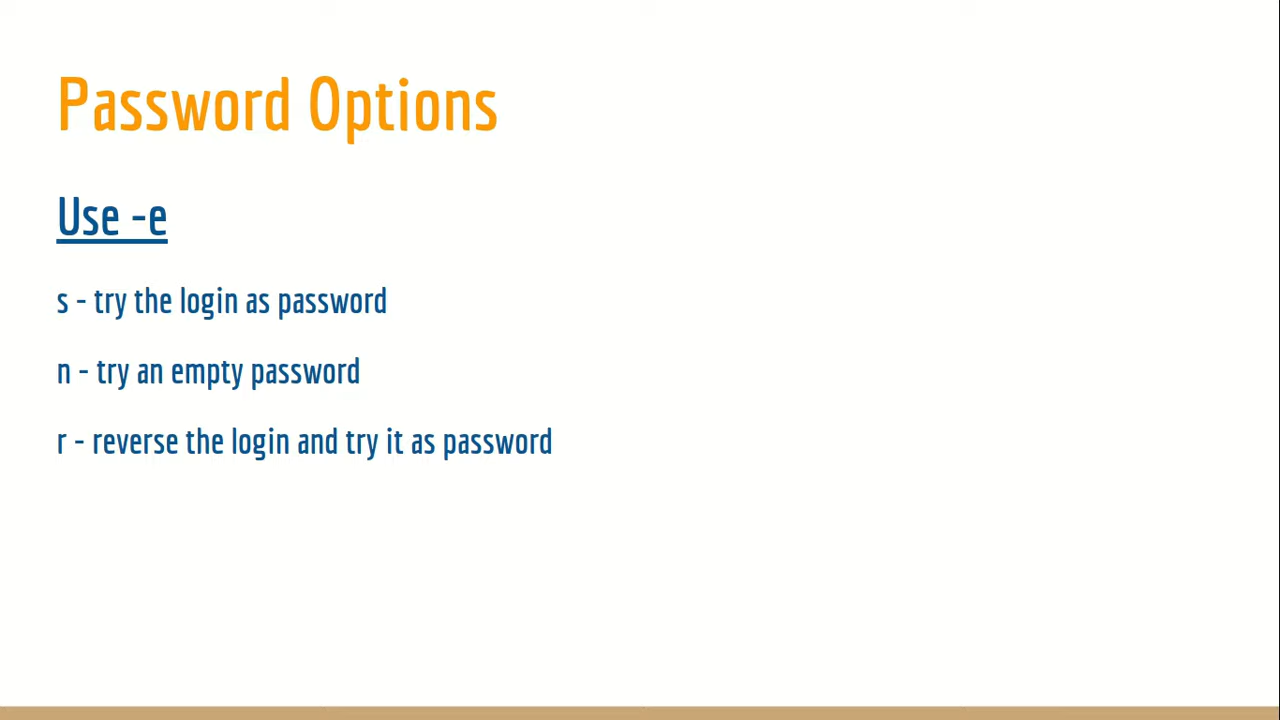 Password Options
Use -e
s - try the login as password
n - try an empty password
r - reverse the login and try it as password